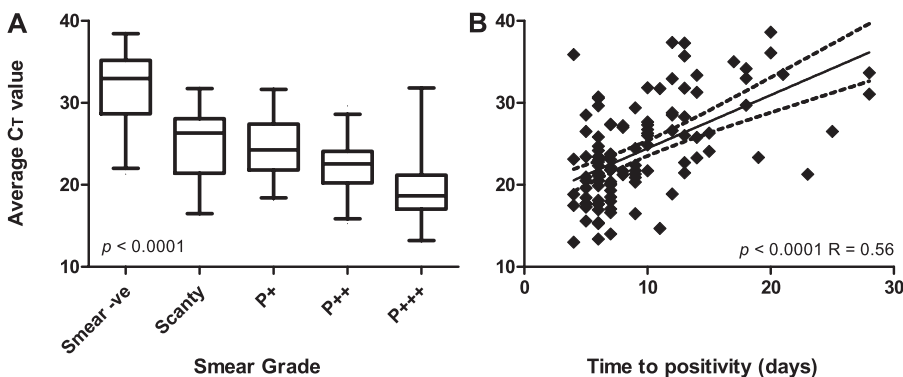 A
B
40
30
20
10
Average CT value
p < 0.0001
Smear -ve
Scanty
P+
P++
P+++
Smear Grade
40
30
20
10
p < 0.0001 R = 0.56
0
10
20
30
Time to positivity (days)